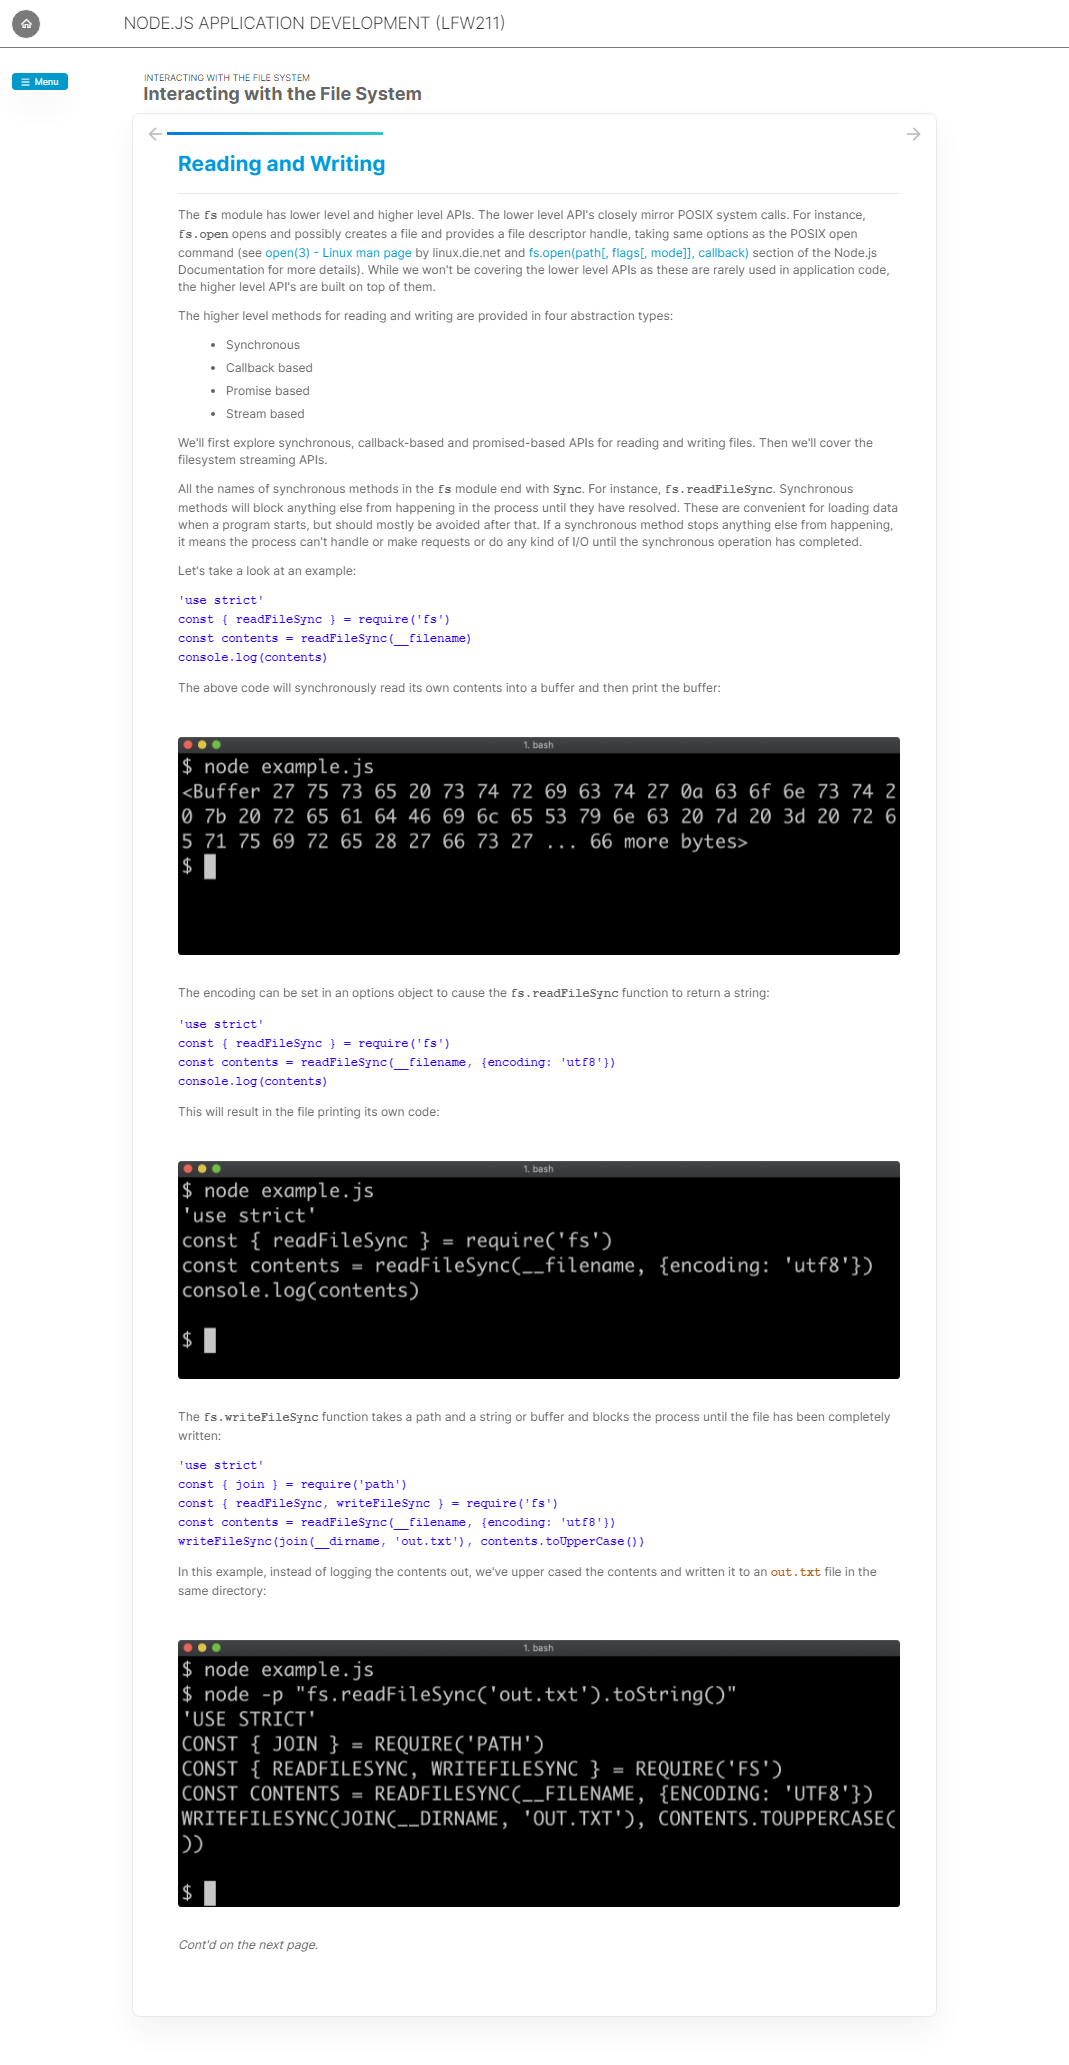 NODE.JS APPLICATION DEVELOPMENT (LFW211)
Menu
INTERACTING WITH THE FILE SYSTEM
Interacting with the File System
Reading and Writing
The fs module has lower level and higher level APIs. The lower level API's closely mirror POSIX system calls. For instance,
fs.open opens and possibly creates a file and provides a file descriptor handle, taking same options as the POSIX open
command (see open(3) - Linux man page by linux.die.net and fs.open(path[, flags[, mode]], callback) section of the Node.js
Documentation for more details). While we won't be covering the lower level APIs as these are rarely used in application code,
the higher level API's are built on top of them.
The higher level methods for reading and writing are provided in four abstraction types:
• Synchronous
• Callback based
• Promise based
• Stream based
We'll first explore synchronous, callback-based and promised-based APIs for reading and writing files. Then we'll cover the
filesystem streaming APIs.
All the names of synchronous methods in the fs module end with Sync. For instance, fs.readFileSync. Synchronous
methods will block anything else from happening in the process until they have resolved. These are convenient for loading data
when a program starts, but should mostly be avoided after that. If a synchronous method stops anything else from happening,
it means the process can't handle or make requests or do any kind of I/O until the synchronous operation has completed.
Let's take a look at an example:
'use strict'
const { readFileSync } = require('fs')
const contents = readFileSync(__filename)
console.log(contents)
The above code will synchronously read its own contents into a buffer and then print the buffer:
1. bash
$ node example.js
<Buffer 27 75 73 65 20 73 74 72 69 63 74 27 0a 63 6f 6e 73 74 2
0 7b 20 72 65 61 64 46 69 6c 65 53 79 6e 63 20 7d 20 3d 20 72 6
5 71 75 69 72 65 28 27 66 73 27 ... 66 more bytes>
$
The encoding can be set in an options object to cause the fs.readFileSync function to return a string:
'use strict'
const { readFileSync } = require('fs')
const contents = readFileSync(__filename, {encoding: 'utf8'})
console.log(contents)
This will result in the file printing its own code:
1. bash
$ node example.js
'use strict'
const { readFileSync } = require('fs')
const contents = readFileSync(__filename, {encoding: 'utf8'})
console.log(contents)
$
The fs.writeFileSync function takes a path and a string or buffer and blocks the process until the file has been completely
written:
'use strict'
const { join } = require('path')
const { readFileSync, writeFileSync } = require('fs')
const contents = readFileSync(__filename, {encoding: 'utf8'})
writeFileSync(join(__dirname, 'out.txt'), contents.toUpperCase())
In this example, instead of logging the contents out, we've upper cased the contents and written it to an out.txt file in the
same directory:
1. bash
$ node example.js
$ node -p "fs.readFileSync('out.txt').toString()"
'USE STRICT'
CONST { JOIN } = REQUIRE('PATH')
CONST { READFILESYNC, WRITEFILESYNC } = REQUIRE('FS')
CONST CONTENTS = READFILESYNC(__FILENAME, {ENCODING: 'UTF8'})
WRITEFILESYNC(JOIN(__DIRNAME, 'OUT.TXT'), CONTENTS.TOUPPERCASE(
))
$
Cont'd on the next page.